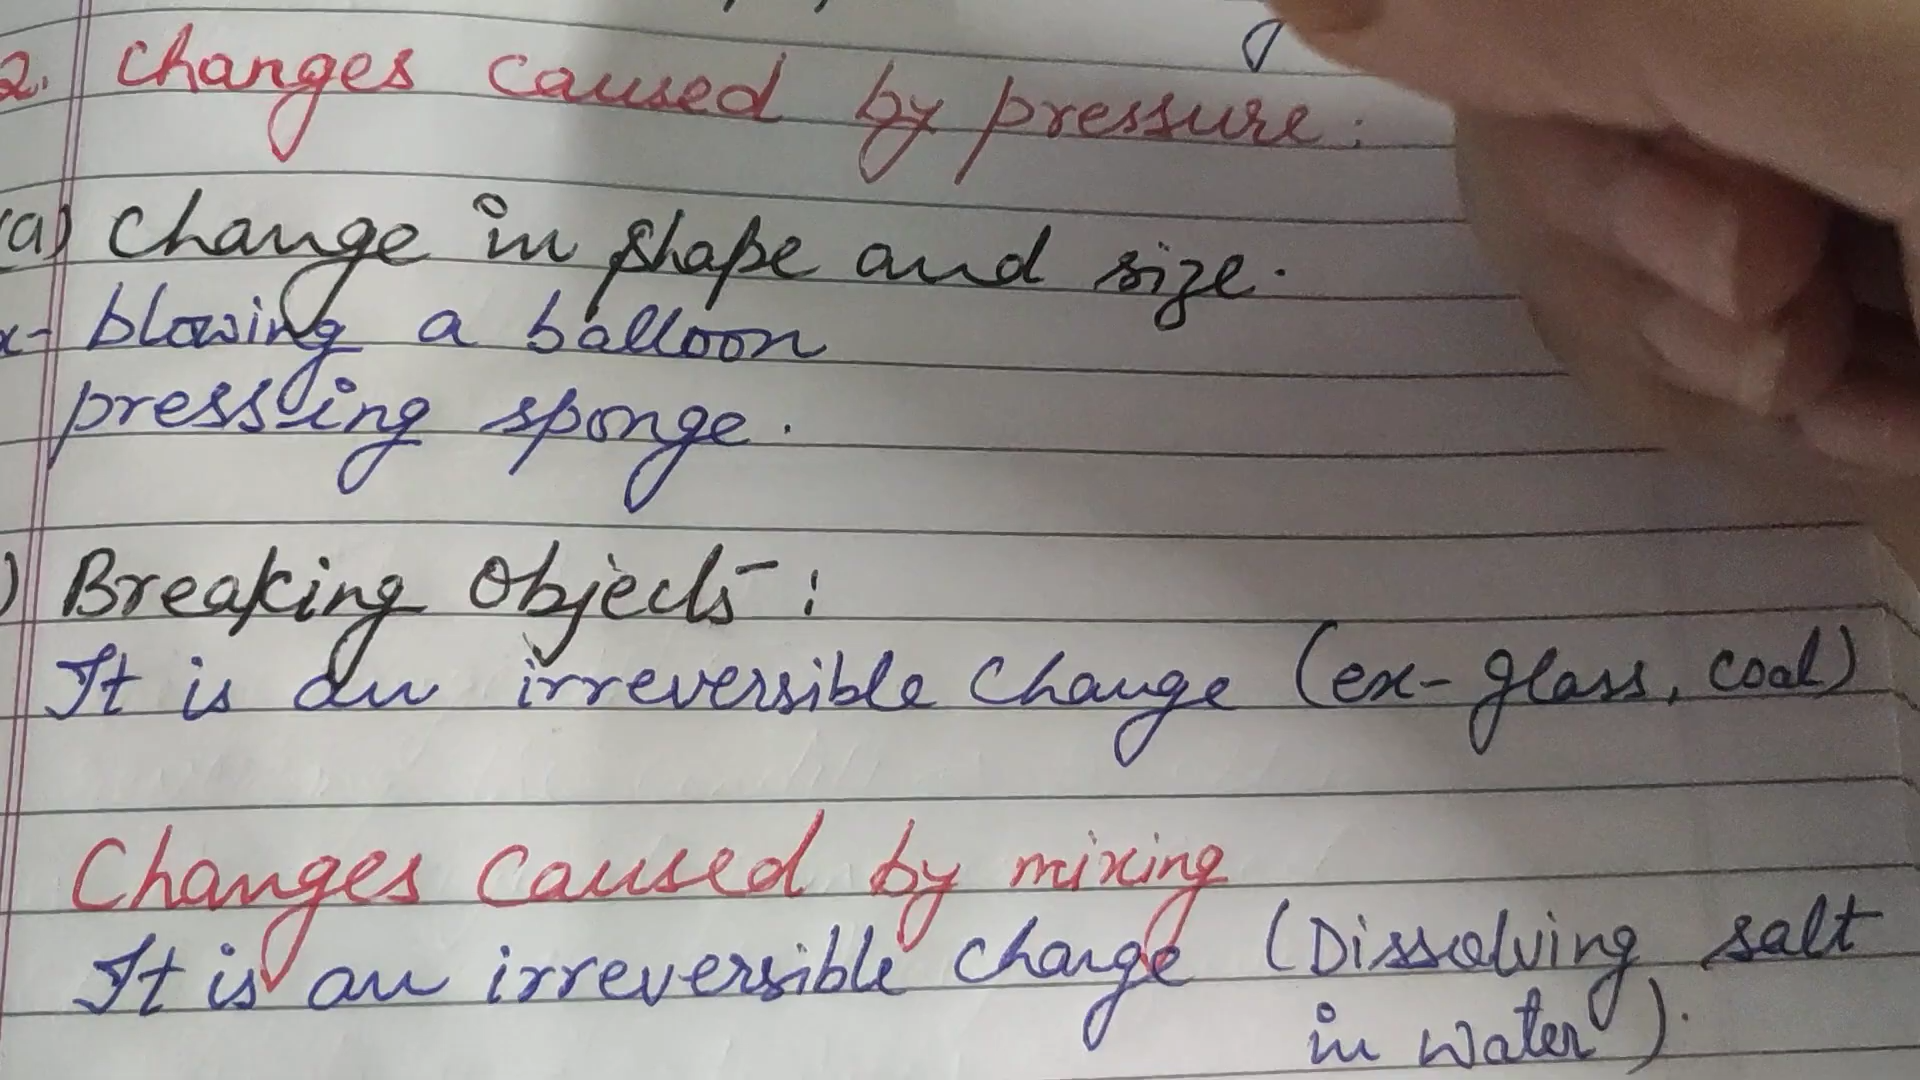 2. Changes caused by pressure:
(a) Change in shape and size.
x- blowing a balloon
pressing sponge.
) Breaking Objects:
It is an irreversible change (ex- glass, coal)
Changes caused by mixing
It is an irreversible change (Dissolving salt
in water).